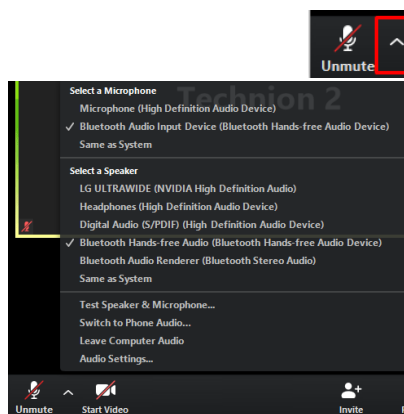 Unmute
Technion 2
Select a Microphone
Microphone (High Definition Audio Device)
✓ Bluetooth Audio Input Device (Bluetooth Hands-free Audio Device)
Same as System
Select a Speaker
LG ULTRAWIDE (NVIDIA High Definition Audio)
Headphones (High Definition Audio Device)
Digital Audio (S/PDIF) (High Definition Audio Device)
✓ Bluetooth Hands-free Audio (Bluetooth Hands-free Audio Device)
Bluetooth Audio Renderer (Bluetooth Stereo Audio)
Same as System
Test Speaker & Microphone...
Switch to Phone Audio...
Leave Computer Audio
Audio Settings...
Unmute Start Video Invite